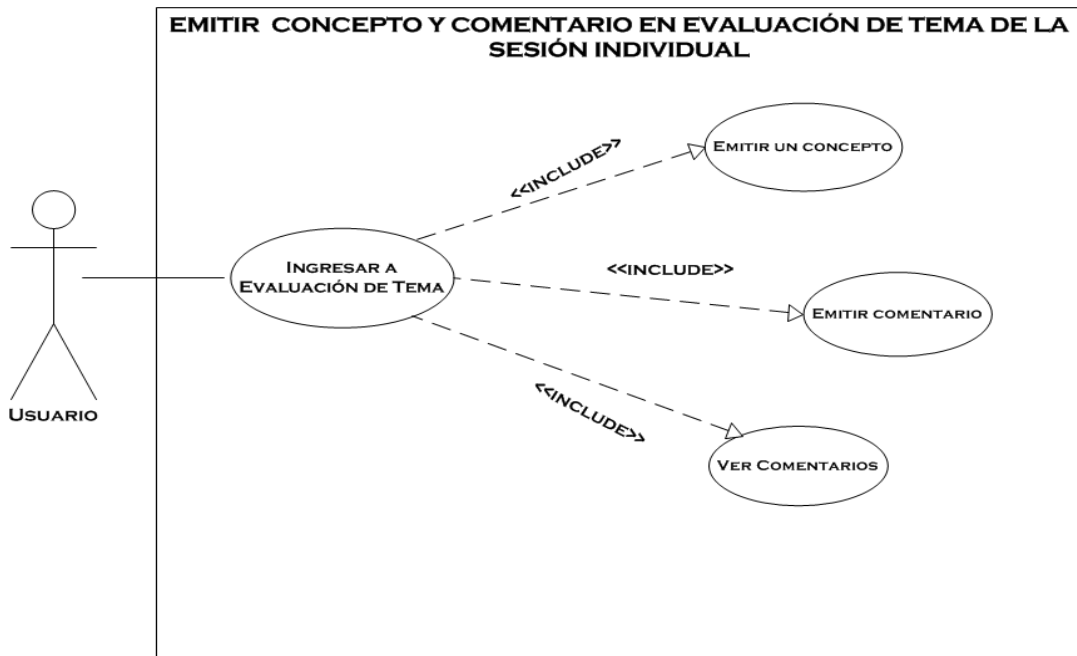 EMITIR CONCEPTO Y COMENTARIO EN EVALUACIÓN DE TEMA DE LA
SESIÓN INDIVIDUAL
EMITIR UN CONCEPTO
<<INCLUDE>>
INGRESAR A
EVALUACIÓN DE TEMA
<<INCLUDE>>
EMITIR COMENTARIO
<<INCLUDE>>
USUARIO
VER COMENTARIOS